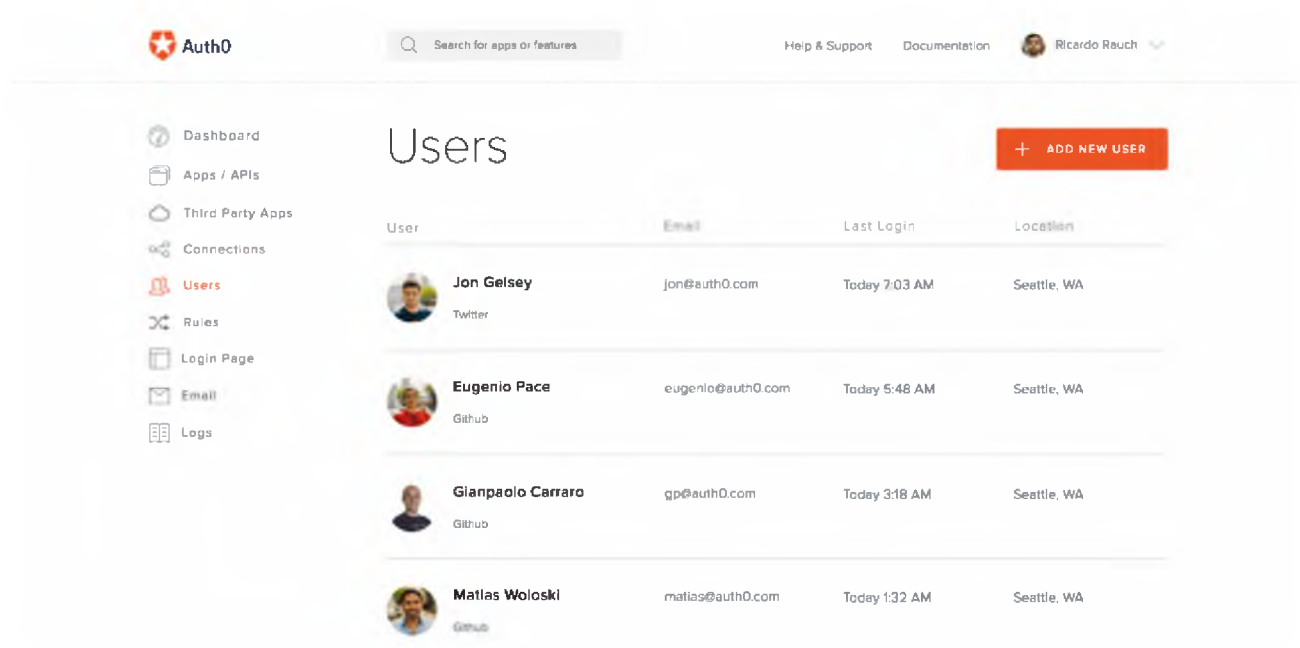 Auth0
Search for apps or features
Help & Support Documentation Ricardo Rauch
Dashboard
Apps / APIs
Third Party Apps
Connections
Users
Rules
Login Page
Email
Logs
Users
+ ADD NEW USER
User Email Last Login Location
Jon Gelsey jon@auth0.com Today 7:03 AM Seattle, WA
Twitter
Eugenio Pace eugenio@auth0.com Today 5:48 AM Seattle, WA
Github
Gianpaolo Carraro gp@auth0.com Today 3:18 AM Seattle, WA
Github
Matias Woloski matias@auth0.com Today 1:32 AM Seattle, WA
Github